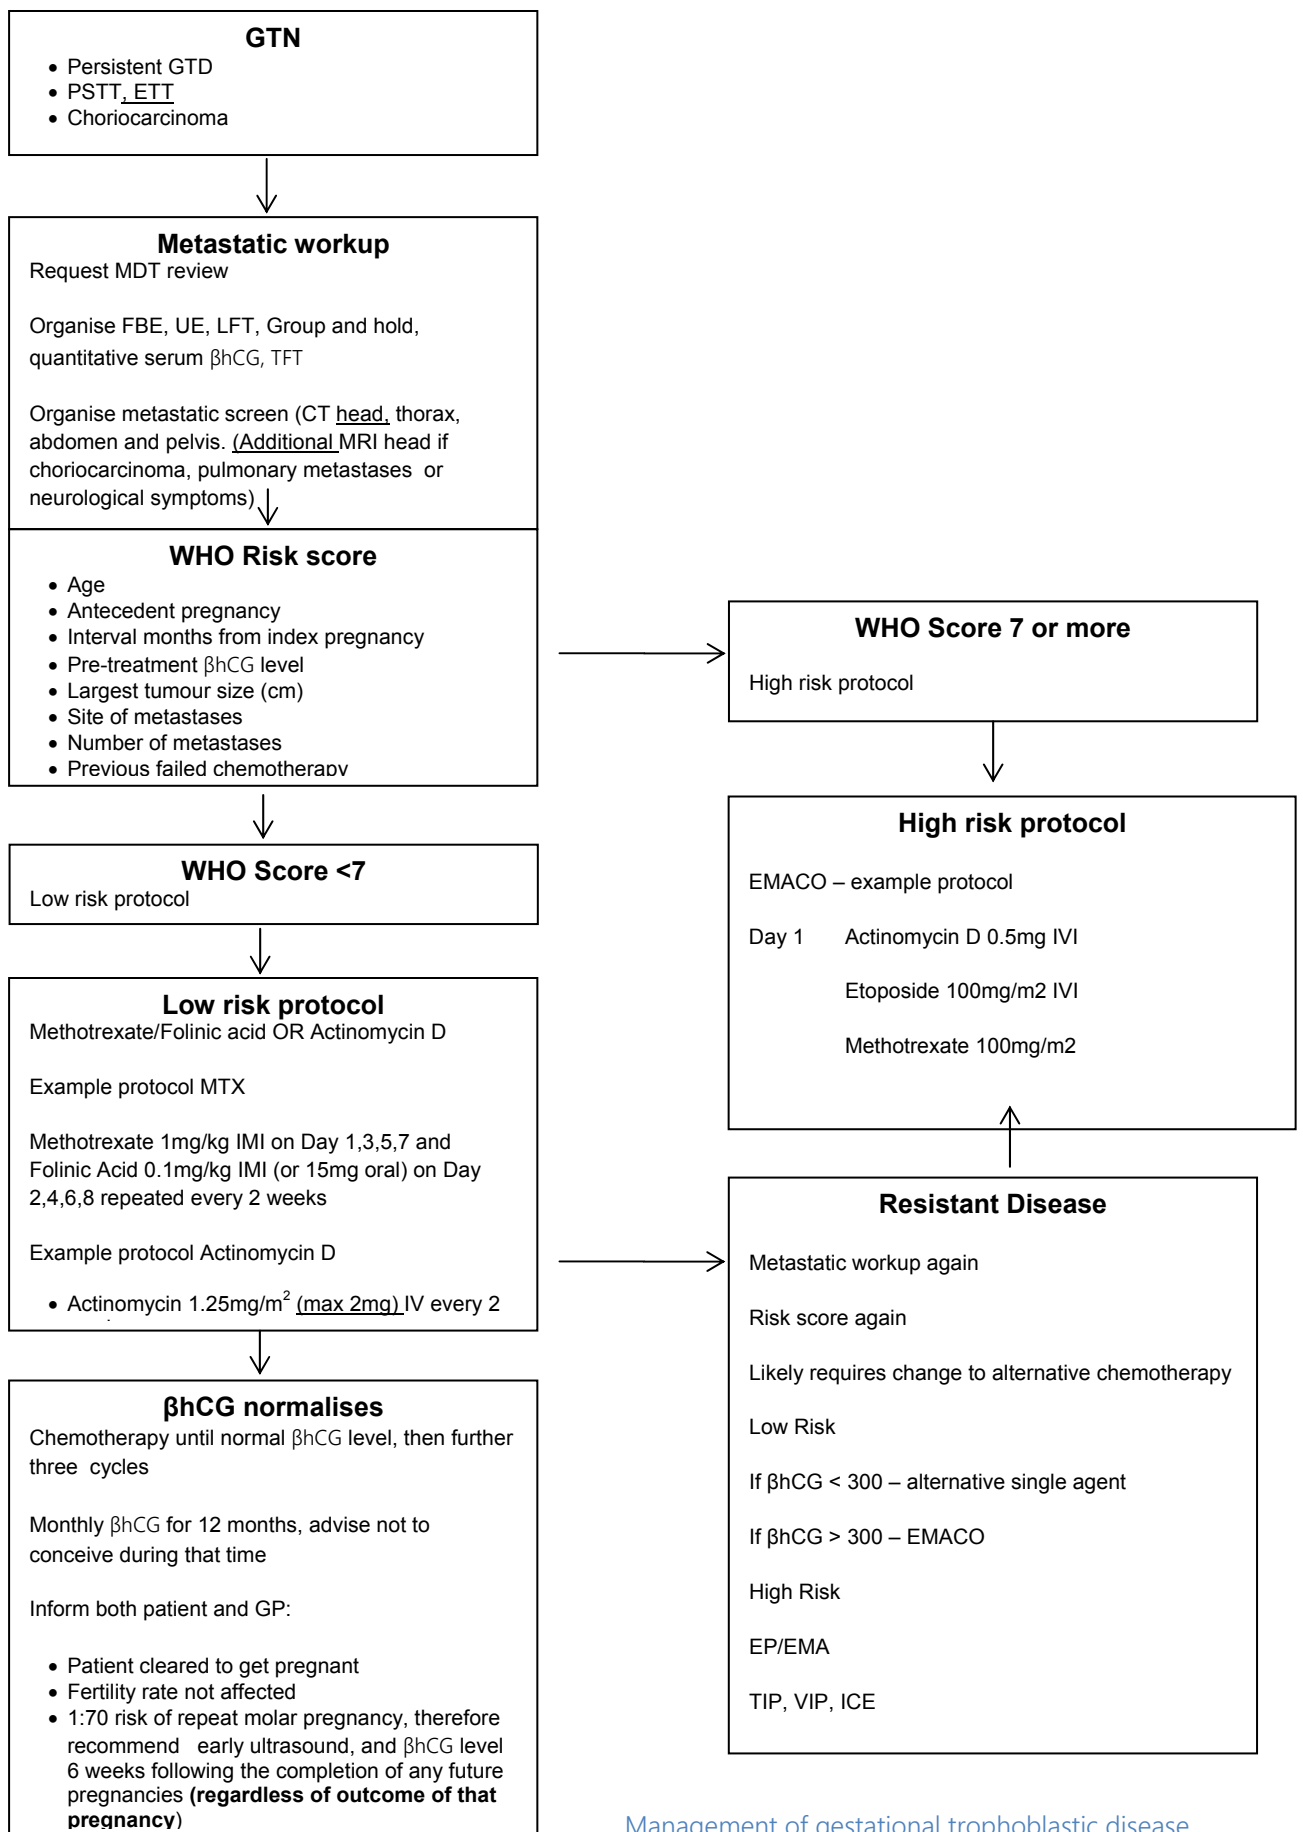 GTN
• Persistent GTD
• PSTT, ETT
• Choriocarcinoma
Metastatic workup
Request MDT review
Organise FBE, UE, LFT, Group and hold,
quantitative serum βhCG, TFT
Organise metastatic screen (CT head, thorax,
abdomen and pelvis. (Additional MRI head if
choriocarcinoma, pulmonary metastases or
neurological symptoms)
WHO Risk score
• Age
• Antecedent pregnancy
• Interval months from index pregnancy
• Pre-treatment βhCG level
• Largest tumour size (cm)
• Site of metastases
• Number of metastases
• Previous failed chemotherapy
WHO Score <7
Low risk protocol
Low risk protocol
Methotrexate/Folinic acid OR Actinomycin D
Example protocol MTX
Methotrexate 1mg/kg IMI on Day 1,3,5,7 and
Folinic Acid 0.1mg/kg IMI (or 15mg oral) on Day
2,4,6,8 repeated every 2 weeks
Example protocol Actinomycin D
• Actinomycin 1.25mg/m² (max 2mg) IV every 2
βhCG normalises
Chemotherapy until normal βhCG level, then further
three cycles
Monthly βhCG for 12 months, advise not to
conceive during that time
Inform both patient and GP:
• Patient cleared to get pregnant
• Fertility rate not affected
• 1:70 risk of repeat molar pregnancy, therefore
recommend early ultrasound, and βhCG level
6 weeks following the completion of any future
pregnancies (regardless of outcome of that
pregnancy)
WHO Score 7 or more
High risk protocol
High risk protocol
EMACO – example protocol
Day 1 Actinomycin D 0.5mg IVI
Etoposide 100mg/m2 IVI
Methotrexate 100mg/m2
Resistant Disease
Metastatic workup again
Risk score again
Likely requires change to alternative chemotherapy
Low Risk
If βhCG < 300 – alternative single agent
If βhCG > 300 – EMACO
High Risk
EP/EMA
TIP, VIP, ICE
Management of gestational trophoblastic disease